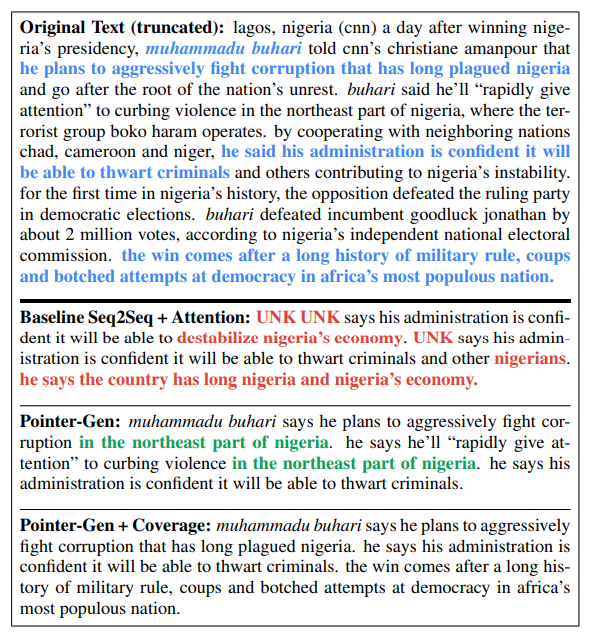 Original Text (truncated): lagos, nigeria (cnn) a day after winning nige-
ria’s presidency, muhammadu buhari told cnn’s christiane amanpour that
he plans to aggressively fight corruption that has long plagued nigeria
and go after the root of the nation’s unrest. buhari said he’ll “rapidly give
attention” to curbing violence in the northeast part of nigeria, where the ter-
rorist group boko haram operates. by cooperating with neighboring nations
chad, cameroon and niger, he said his administration is confident it will
be able to thwart criminals and others contributing to nigeria’s instability.
for the first time in nigeria’s history, the opposition defeated the ruling party
in democratic elections. buhari defeated incumbent goodluck jonathan by
about 2 million votes, according to nigeria’s independent national electoral
commission. the win comes after a long history of military rule, coups
and botched attempts at democracy in africa’s most populous nation.
Baseline Seq2Seq + Attention: UNK UNK says his administration is confi-
dent it will be able to destabilize nigeria’s economy. UNK says his admin-
istration is confident it will be able to thwart criminals and other nigerians.
he says the country has long nigeria and nigeria’s economy.
Pointer-Gen: muhammadu buhari says he plans to aggressively fight cor-
ruption in the northeast part of nigeria. he says he’ll “rapidly give at-
tention” to curbing violence in the northeast part of nigeria. he says his
administration is confident it will be able to thwart criminals.
Pointer-Gen + Coverage: muhammadu buhari says he plans to aggressively
fight corruption that has long plagued nigeria. he says his administration is
confident it will be able to thwart criminals. the win comes after a long his-
tory of military rule, coups and botched attempts at democracy in africa’s
most populous nation.